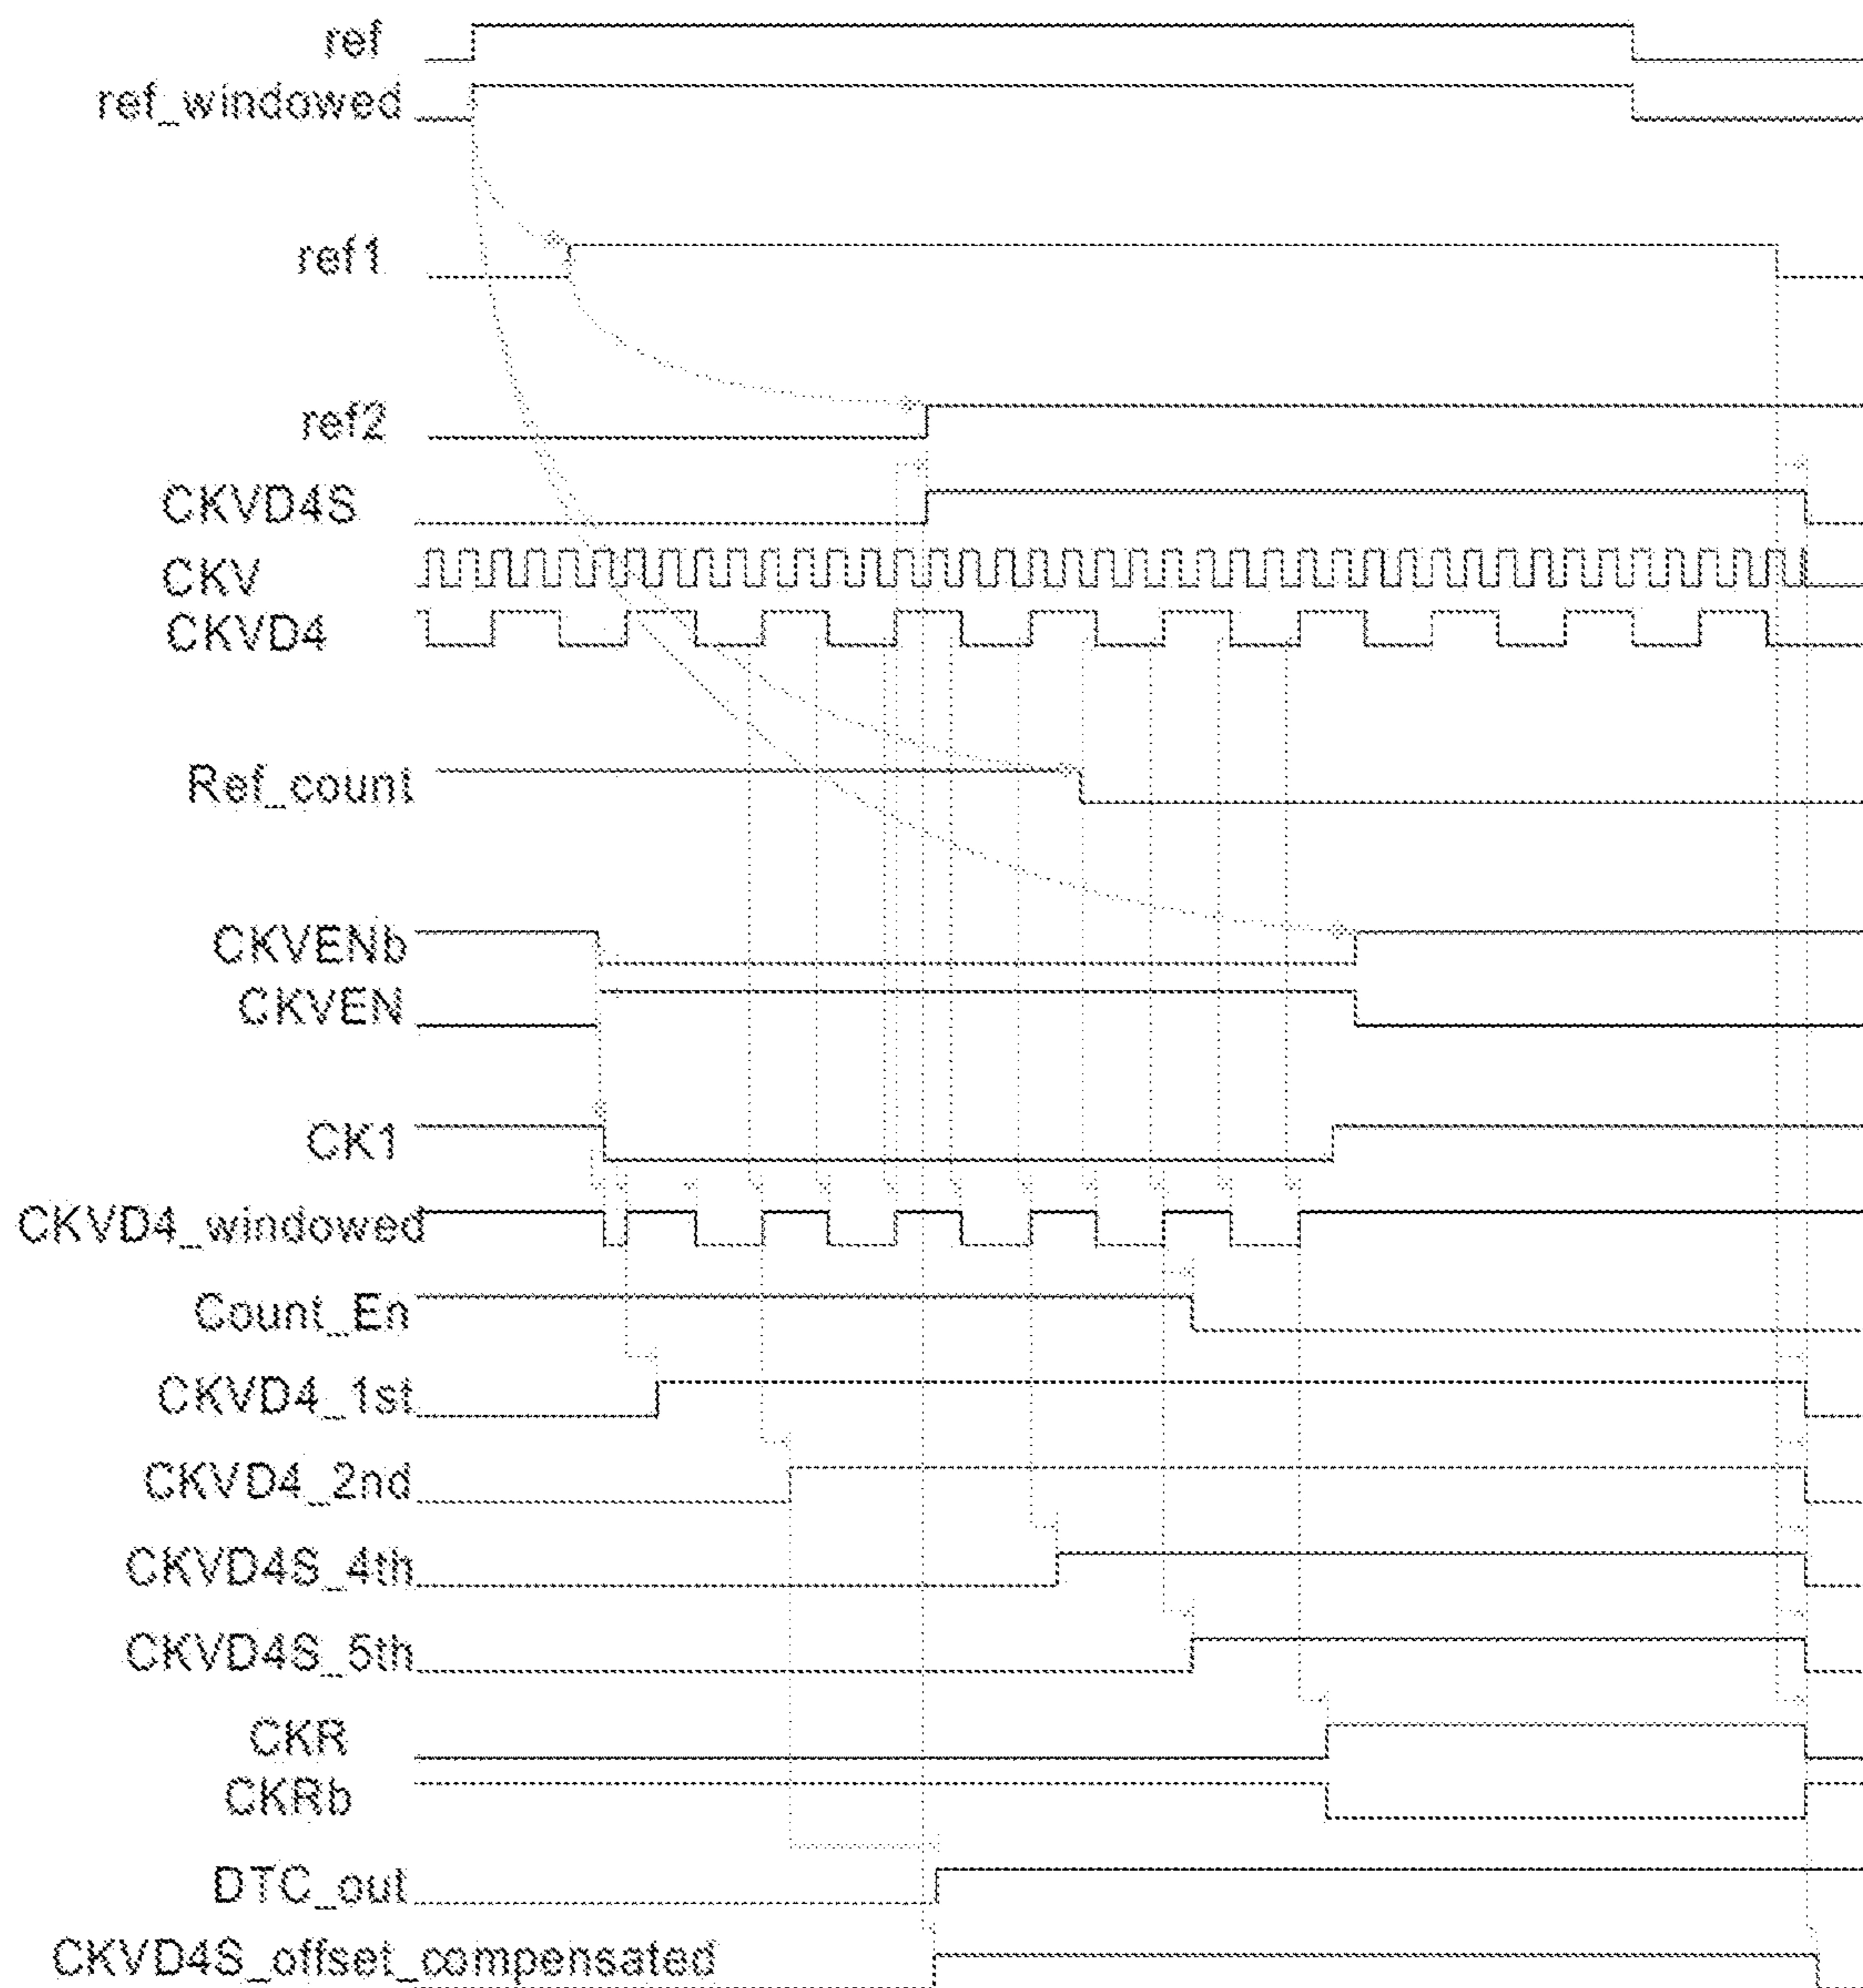 ref
ref_windowed
ref1
ref2
CKVD4S
CKV
CKVD4
Ref_count
CKVENb
CKVEN
CK1
CKVD4_windowed
Count_En
CKVD4_1st
CKVD4_2nd
CKVD4S_4th
CKVD4S_5th
CKR
CKRb
DTC_out
CKVD4S_offset_compensated